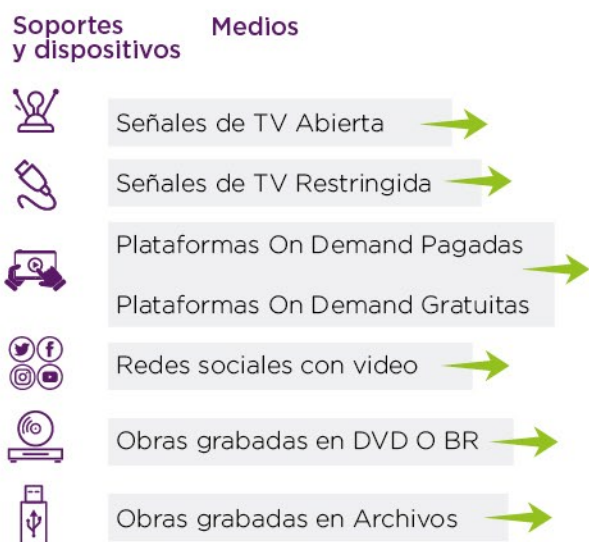 Soportes
y dispositivos
Medios
Señales de TV Abierta
Señales de TV Restringida
Plataformas On Demand Pagadas
Plataformas On Demand Gratuitas
Redes sociales con video
Obras grabadas en DVD O BR
Obras grabadas en Archivos